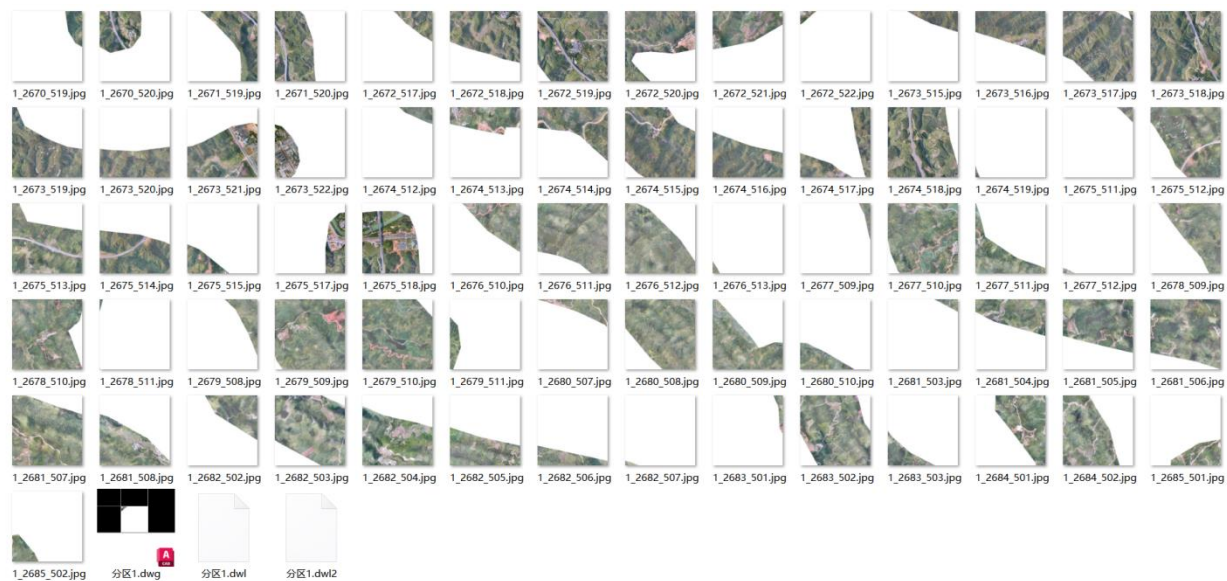 1_2670_519.jpg 1_2670_520.jpg 1_2671_519.jpg 1_2671_520.jpg 1_2672_517.jpg 1_2672_518.jpg 1_2672_519.jpg 1_2672_520.jpg 1_2672_521.jpg 1_2672_522.jpg 1_2673_515.jpg 1_2673_516.jpg 1_2673_517.jpg 1_2673_518.jpg
1_2673_519.jpg 1_2673_520.jpg 1_2673_521.jpg 1_2673_522.jpg 1_2674_512.jpg 1_2674_513.jpg 1_2674_514.jpg 1_2674_515.jpg 1_2674_516.jpg 1_2674_517.jpg 1_2674_518.jpg 1_2674_519.jpg 1_2675_511.jpg 1_2675_512.jpg
1_2675_513.jpg 1_2675_514.jpg 1_2675_515.jpg 1_2675_517.jpg 1_2675_518.jpg 1_2676_510.jpg 1_2676_511.jpg 1_2676_512.jpg 1_2676_513.jpg 1_2677_509.jpg 1_2677_510.jpg 1_2677_511.jpg 1_2677_512.jpg 1_2678_509.jpg
1_2678_510.jpg 1_2678_511.jpg 1_2679_508.jpg 1_2679_509.jpg 1_2679_510.jpg 1_2679_511.jpg 1_2680_507.jpg 1_2680_508.jpg 1_2680_509.jpg 1_2680_510.jpg 1_2681_503.jpg 1_2681_504.jpg 1_2681_505.jpg 1_2681_506.jpg
1_2681_507.jpg 1_2681_508.jpg 1_2682_502.jpg 1_2682_503.jpg 1_2682_504.jpg 1_2682_505.jpg 1_2682_506.jpg 1_2682_507.jpg 1_2683_501.jpg 1_2683_502.jpg 1_2683_503.jpg 1_2684_501.jpg 1_2684_502.jpg 1_2685_501.jpg
A
1_2685_502.jpg 分区1.dwg 分区1.dwl 分区1.dwl2